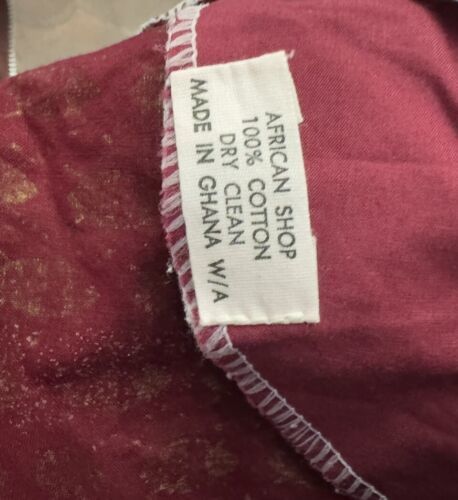 AFRICAN SHOP
100% COTTON
DRY CLEAN
MADE IN GHANA W/A